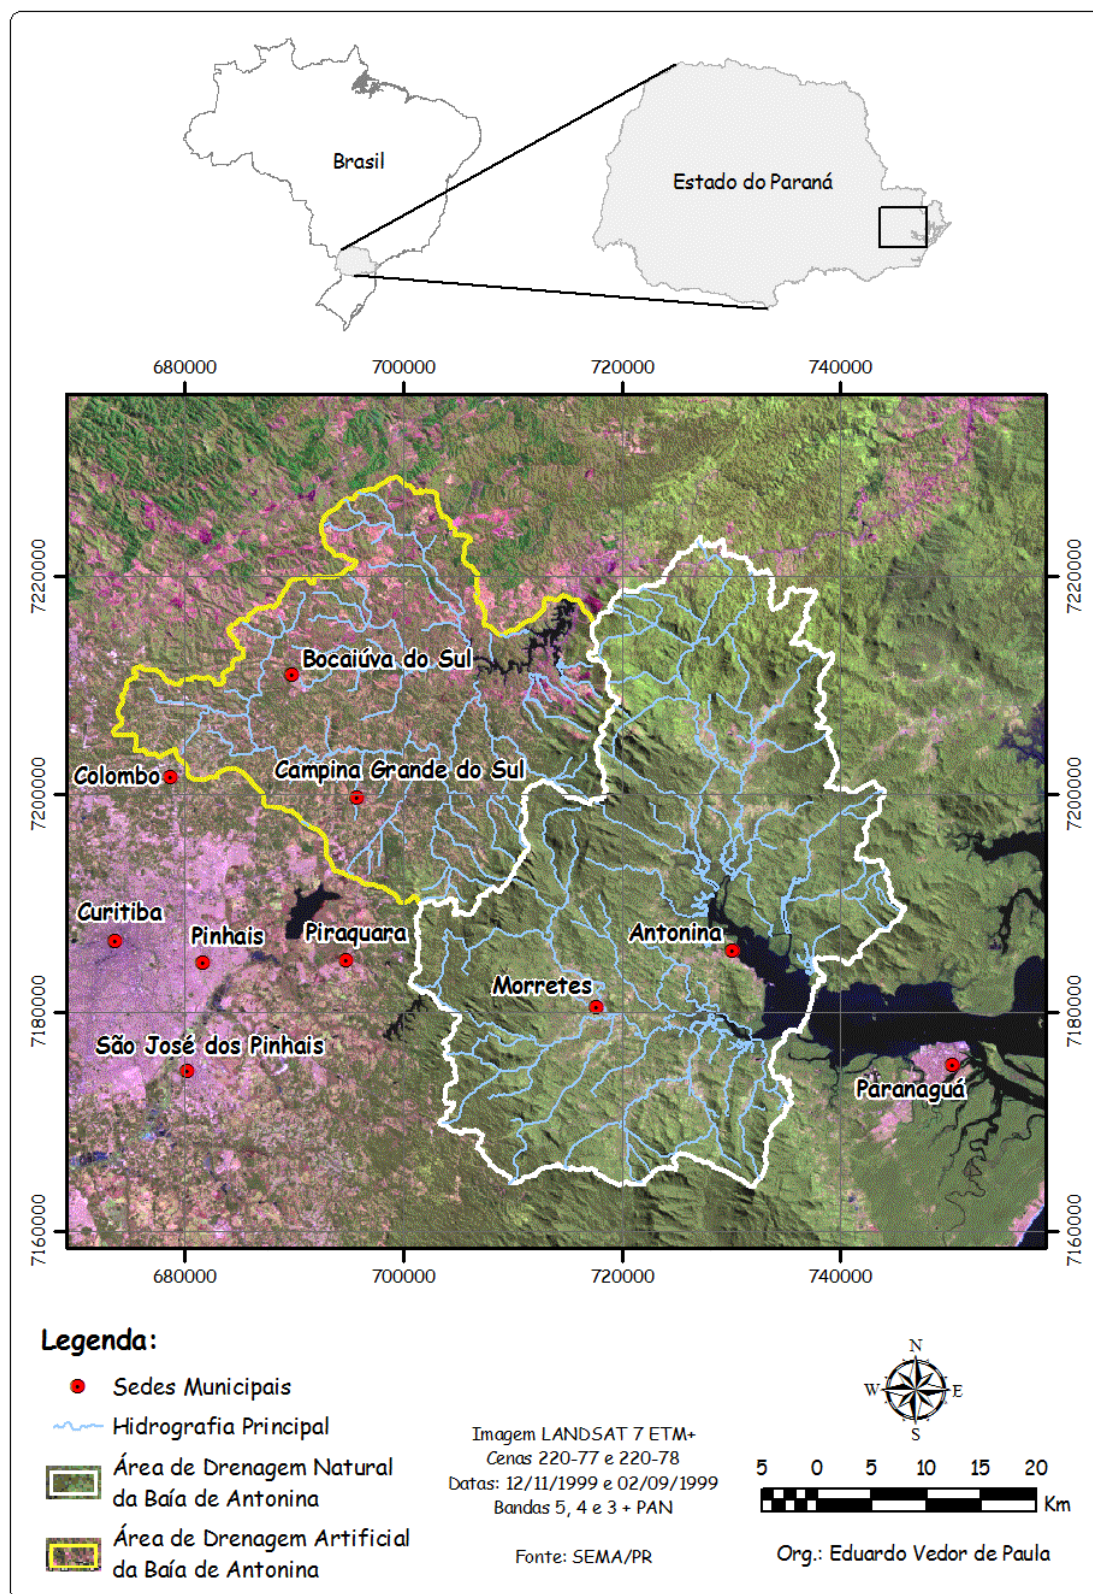 Brasil
Estado do Paraná
680000 700000 720000 740000
7220000
7220000
Bocaiúva do Sul
Colombo
Campina Grande do Sul
7200000
7200000
Curitiba
Pinhais
Piraquara
Antonina
Morretes
7180000
7180000
São José dos Pinhais
Paranaguá
7160000
7160000
680000 700000 720000 740000
Legenda:
Sedes Municipais
Hidrografia Principal
Área de Drenagem Natural
da Baía de Antonina
Área de Drenagem Artificial
da Baía de Antonina
Imagem LANDSAT 7 ETM+
Cenas 220-77 e 220-78
Datas: 12/11/1999 e 02/09/1999
Bandas 5, 4 e 3 + PAN
Fonte: SEMA/PR
N
W E
S
5 0 5 10 15 20
Km
Org.: Eduardo Vedor de Paula